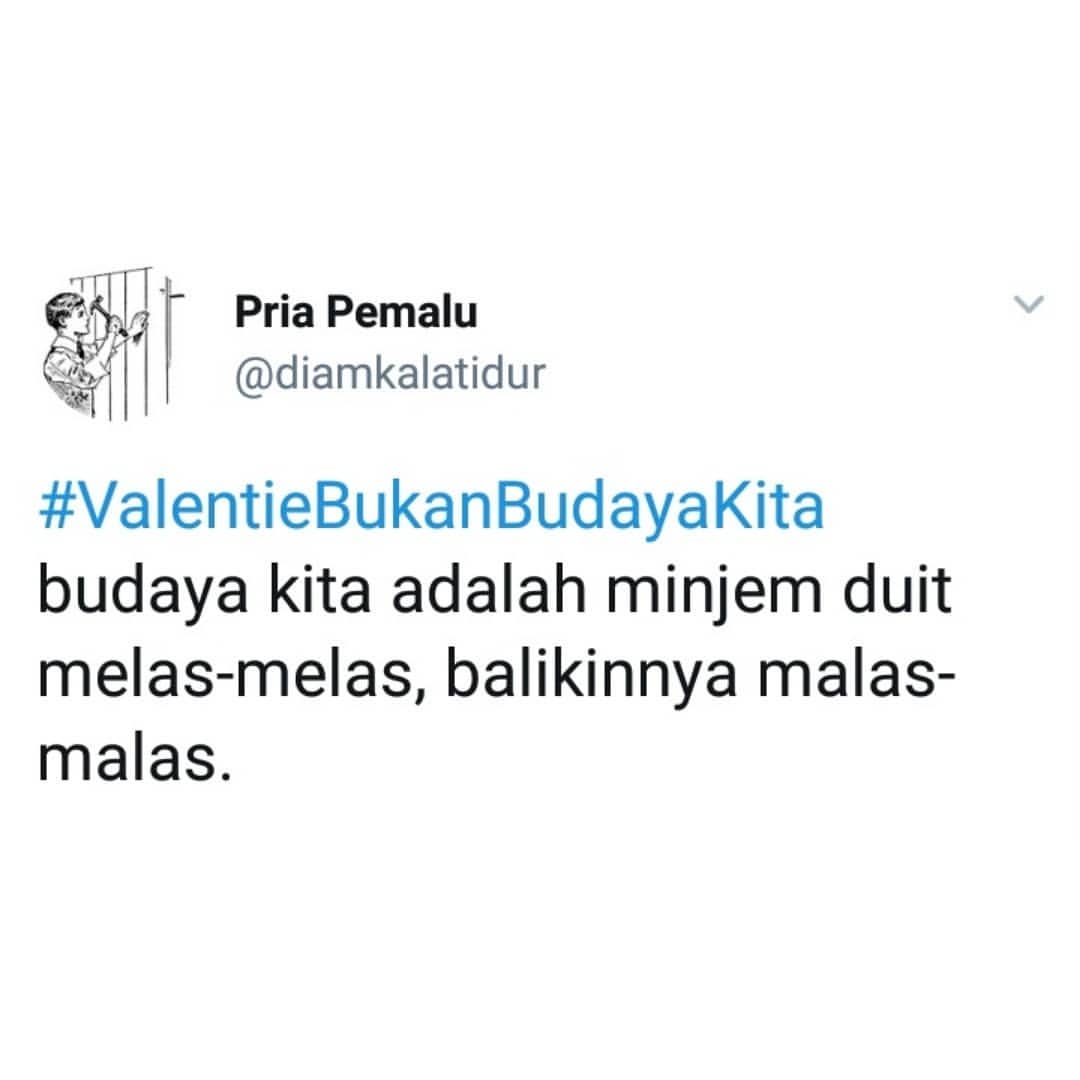 Pria Pemalu
@diamkalatidur
#ValentieBukanBudayaKita
budaya kita adalah minjem duit
melas-melas, balikinnya malas-
malas.